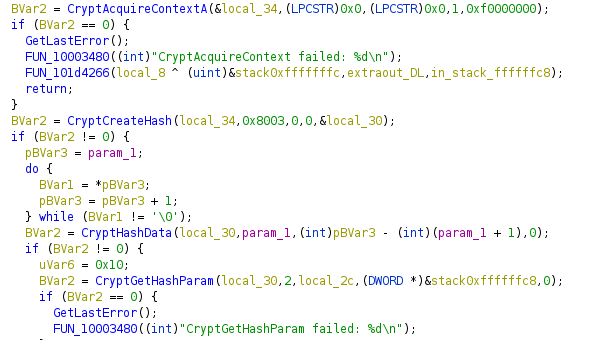 BVar2 = CryptAcquireContextA(&local_34,(LPCSTR)0x0,(LPCSTR)0x0,1,0xf0000000);
if (BVar2 == 0) {
GetLastError();
FUN_10003480((int)"CryptAcquireContext failed: %d\n");
FUN_101d4266(local_8 ^ (uint)&stack0xfffffffc,extraout_DL,in_stack_ffffffc8);
return;
}
BVar2 = CryptCreateHash(local_34,0x8003,0,0,&local_30);
if (BVar2 != 0) {
pBVar3 = param_1;
do {
BVar1 = *pBVar3;
pBVar3 = pBVar3 + 1;
} while (BVar1 != '\0');
BVar2 = CryptHashData(local_30,param_1,(int)pBVar3 - (int)(param_1 + 1),0);
if (BVar2 != 0) {
uVar6 = 0x10;
BVar2 = CryptGetHashParam(local_30,2,local_2c,(DWORD *)&stack0xffffffc8,0);
if (BVar2 == 0) {
GetLastError();
FUN_10003480((int)"CryptGetHashParam failed: %d\n");